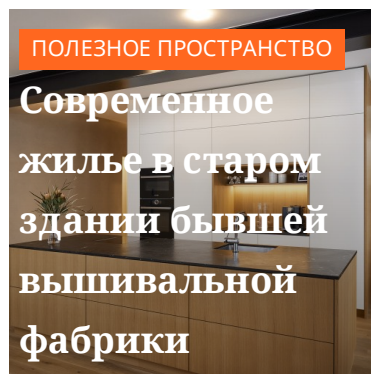 ПОЛЕЗНОЕ ПРОСТРАНСТВО
Современное
жилье в старом
здании бывшей
вышивальной
фабрики